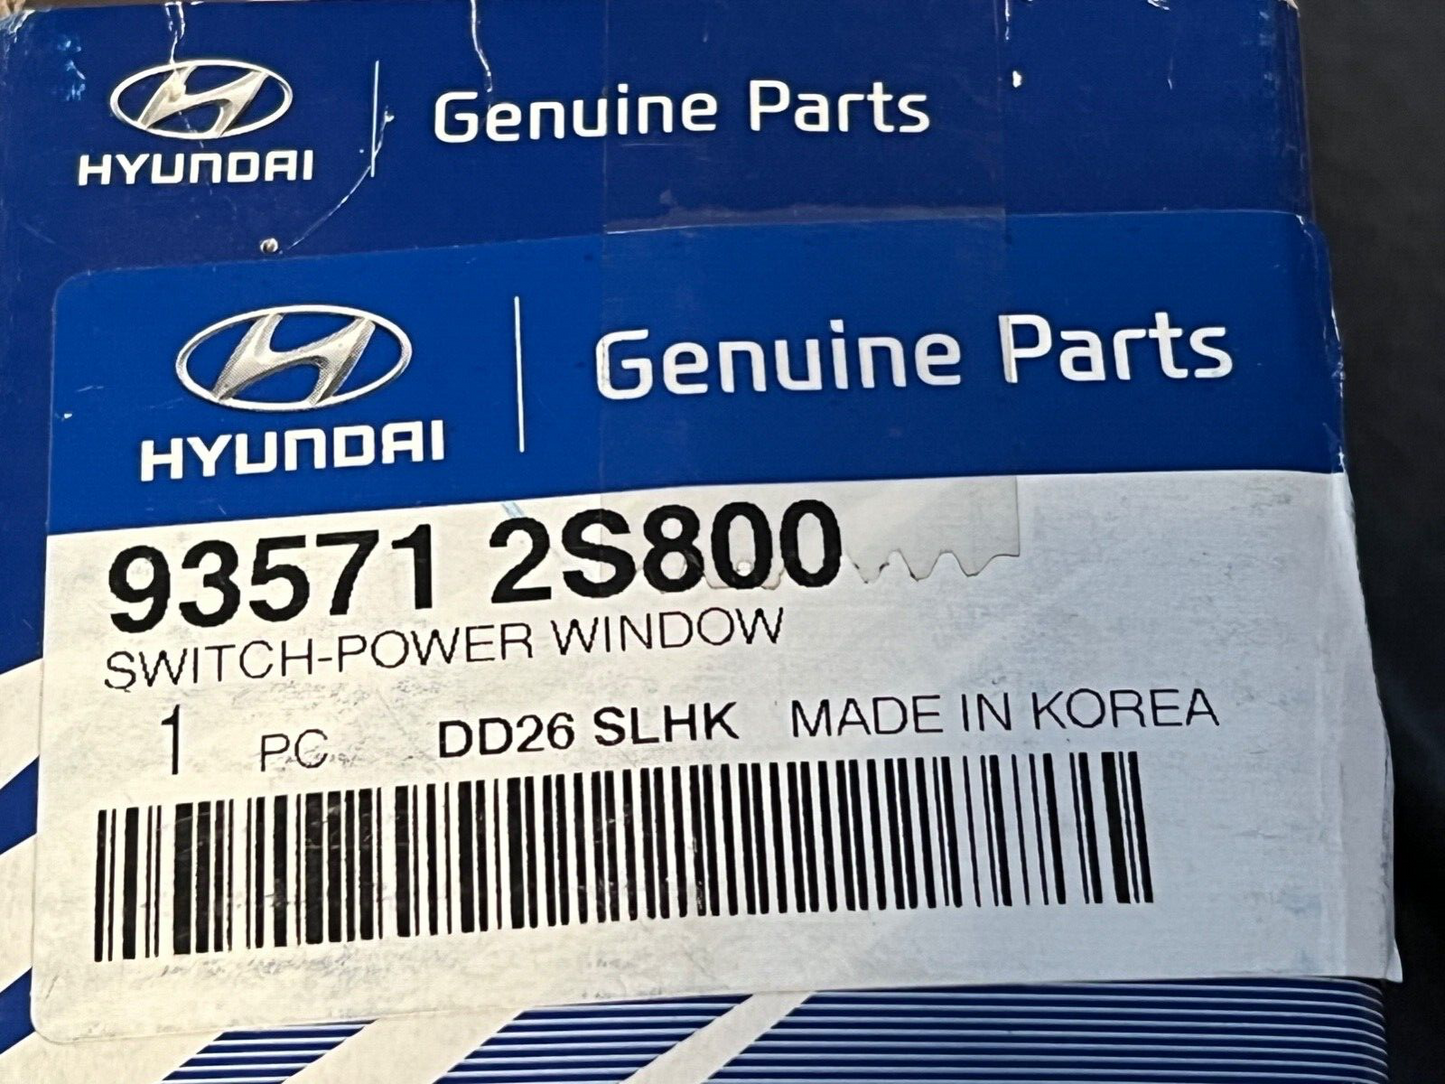 HYUNDAI Genuine Parts
HYUNDAI Genuine Parts
93571 2S800
SWITCH-POWER WINDOW
1 PC DD26 SLHK MADE IN KOREA